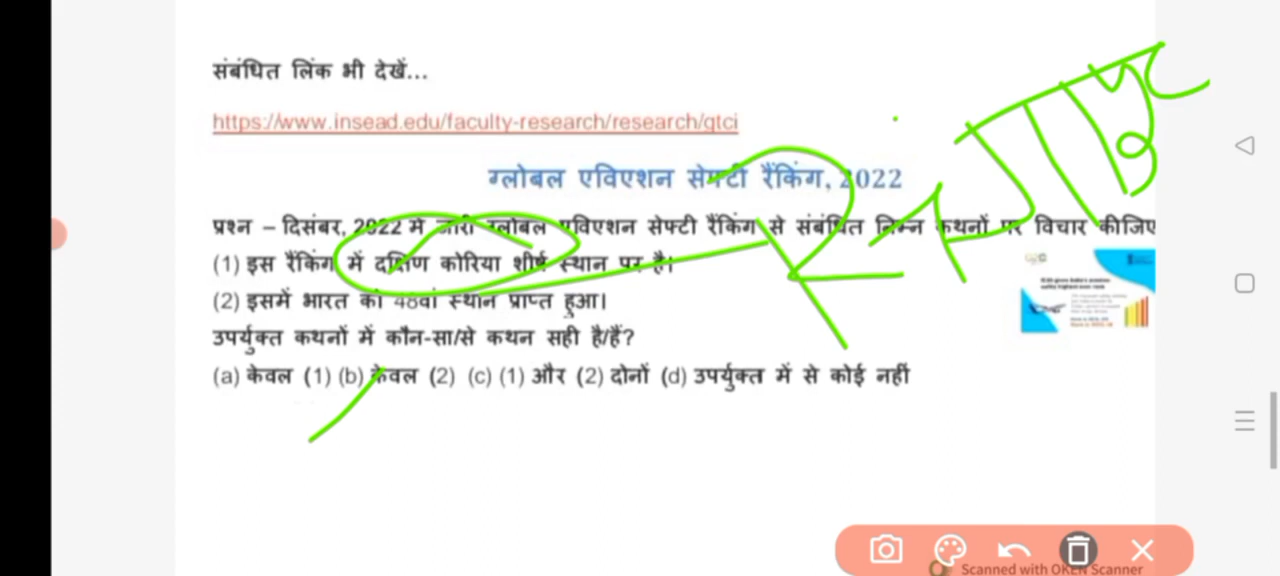 संबंधित लिंक भी देखें...
https://www.insead.edu/faculty-research/research/gtci
ग्लोबल एविएशन सेफ्टी रैंकिंग, 2022
प्रश्न – दिसंबर, 2022 में जारी ग्लोबल एविएशन सेफ्टी रैंकिंग से संबंधित निम्न कथनों पर विचार कीजिए
(1) इस रैंकिंग में दक्षिण कोरिया शीर्ष स्थान पर है।
(2) इसमें भारत को 48वां स्थान प्राप्त हुआ।
उपर्युक्त कथनों में कौन-सा/से कथन सही है/हैं?
(a) केवल (1) (b) केवल (2) (c) (1) और (2) दोनों (d) उपर्युक्त में से कोई नहीं
Scanned with OKEN Scanner